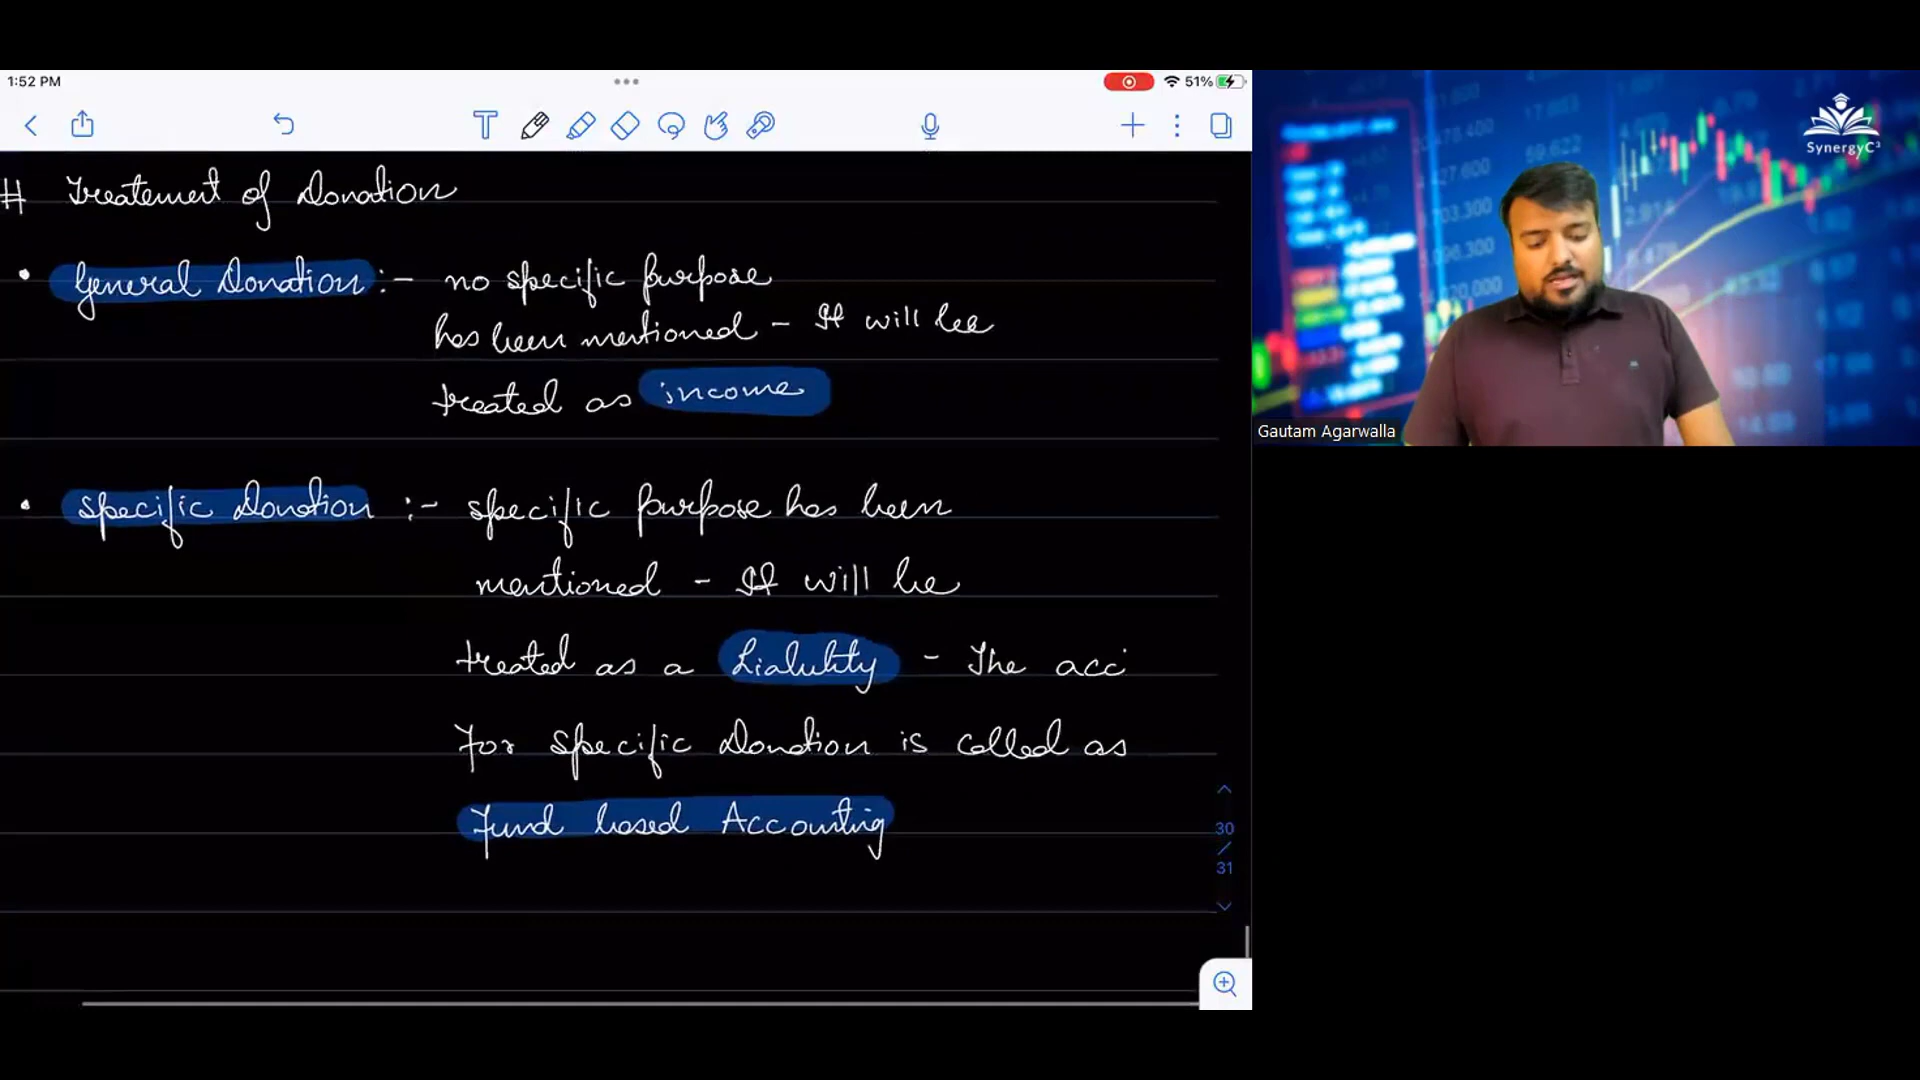 1:52 PM
51%
# Treatement of Donation
• General Donation :- no specific purpose
has been mentioned - It will be
treated as income
• Specific Donation :- specific purpose has been
mentioned - It will be
treated as a Liability - The acc
for specific Donation is called as
Fund based Accounting
30
/
31
SynergyC³
Gautam Agarwalla